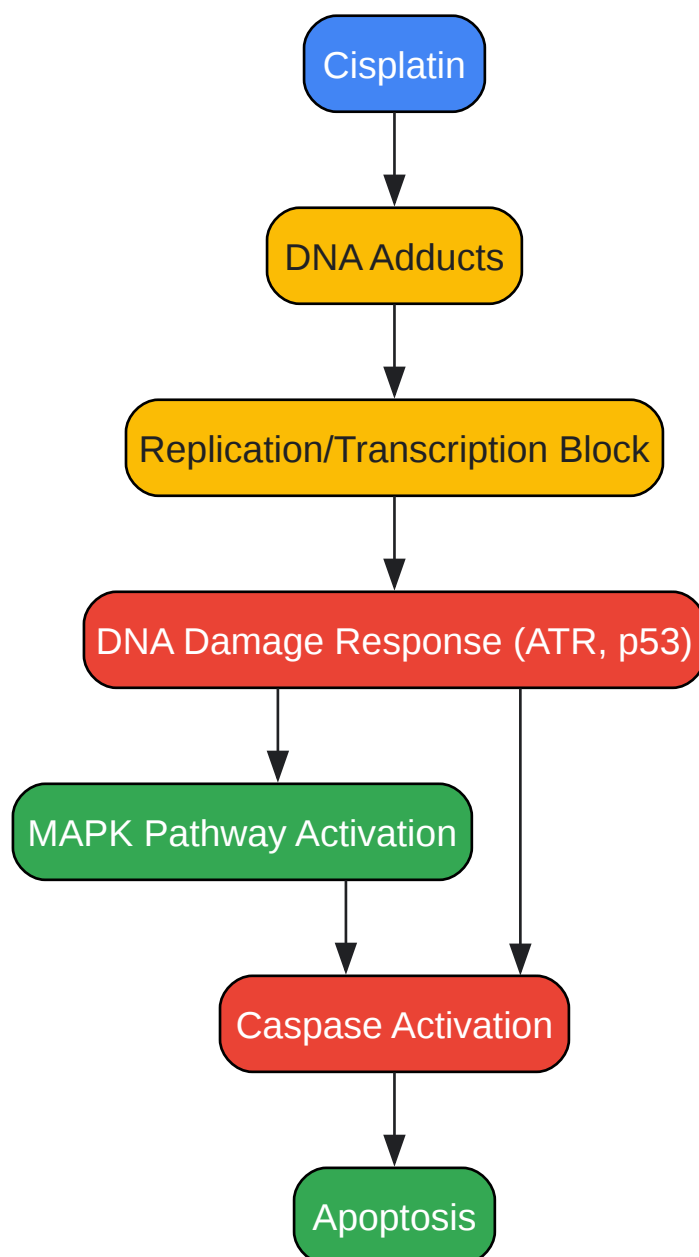 Cisplatin
DNA Adducts
Replication/Transcription Block
DNA Damage Response (ATR, p53)
MAPK Pathway Activation
Caspase Activation
Apoptosis